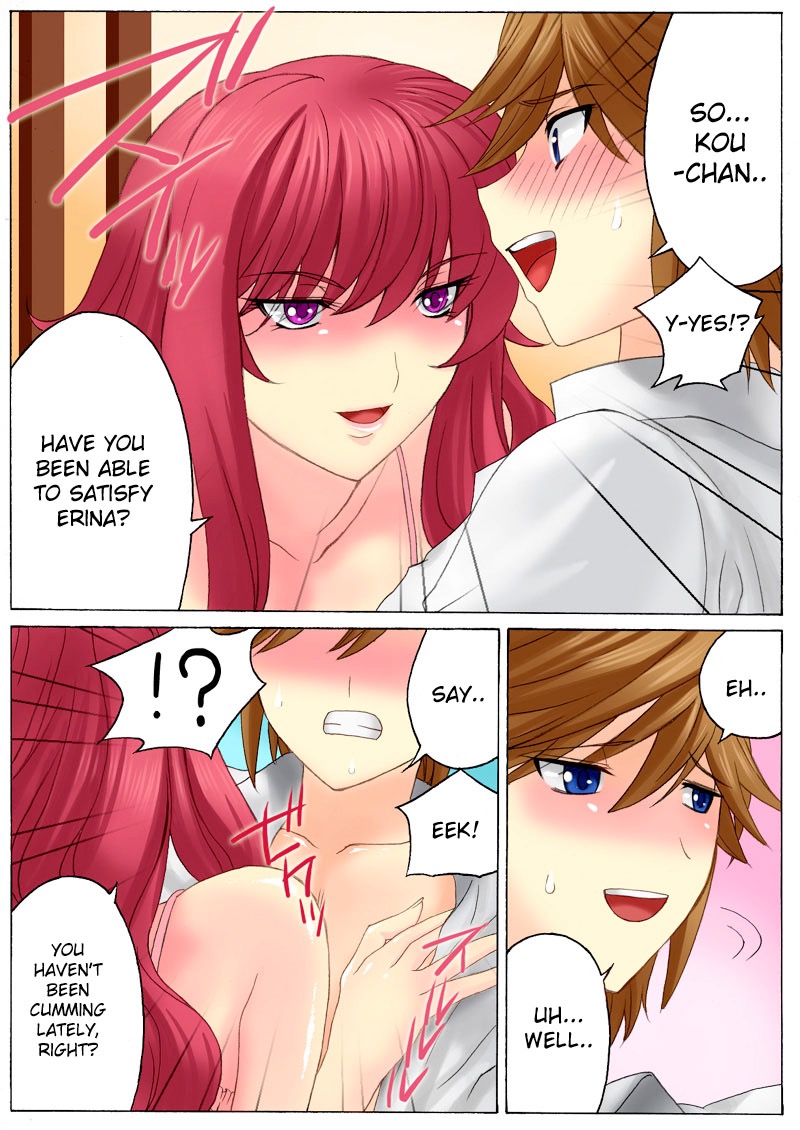 SO...
KOU
-CHAN..
Y-YES!?
HAVE YOU
BEEN ABLE
TO SATISFY
ERINA?
EH..
UH...
WELL..
SAY..
!?
EEK!
YOU
HAVEN'T
BEEN
CUMMING
LATELY,
RIGHT?